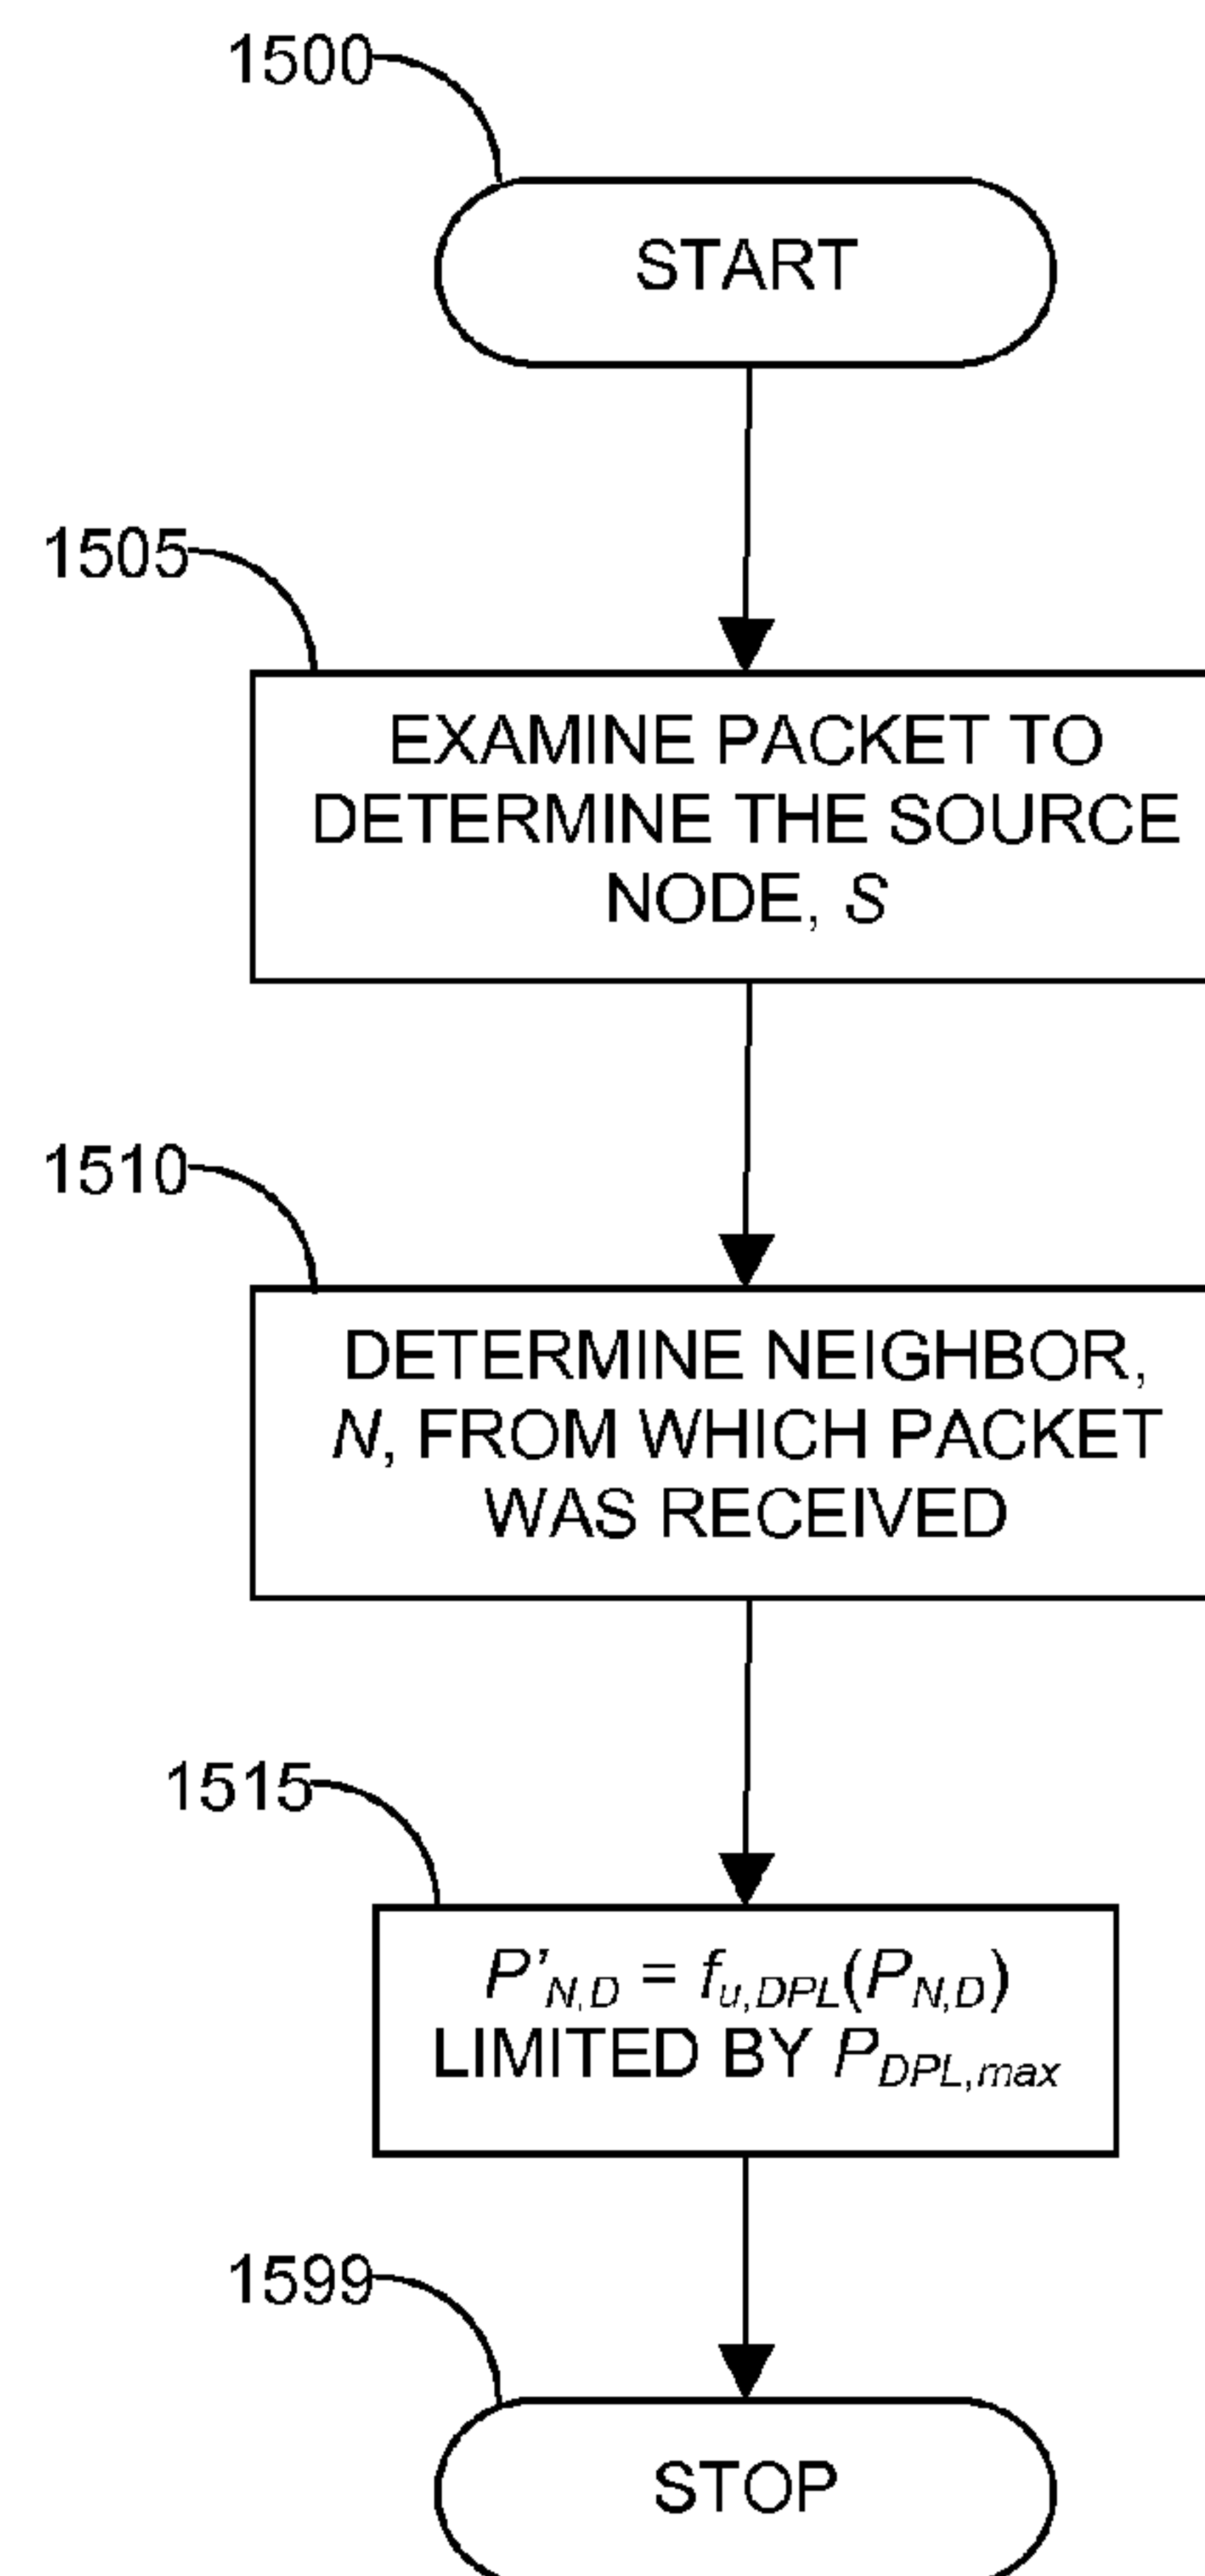 1500
START
1505
EXAMINE PACKET TO
DETERMINE THE SOURCE
NODE, S
1510
DETERMINE NEIGHBOR,
N, FROM WHICH PACKET
WAS RECEIVED
1515
P'N,D = fu,DPL(PN,D)
LIMITED BY PDPL,max
1599
STOP